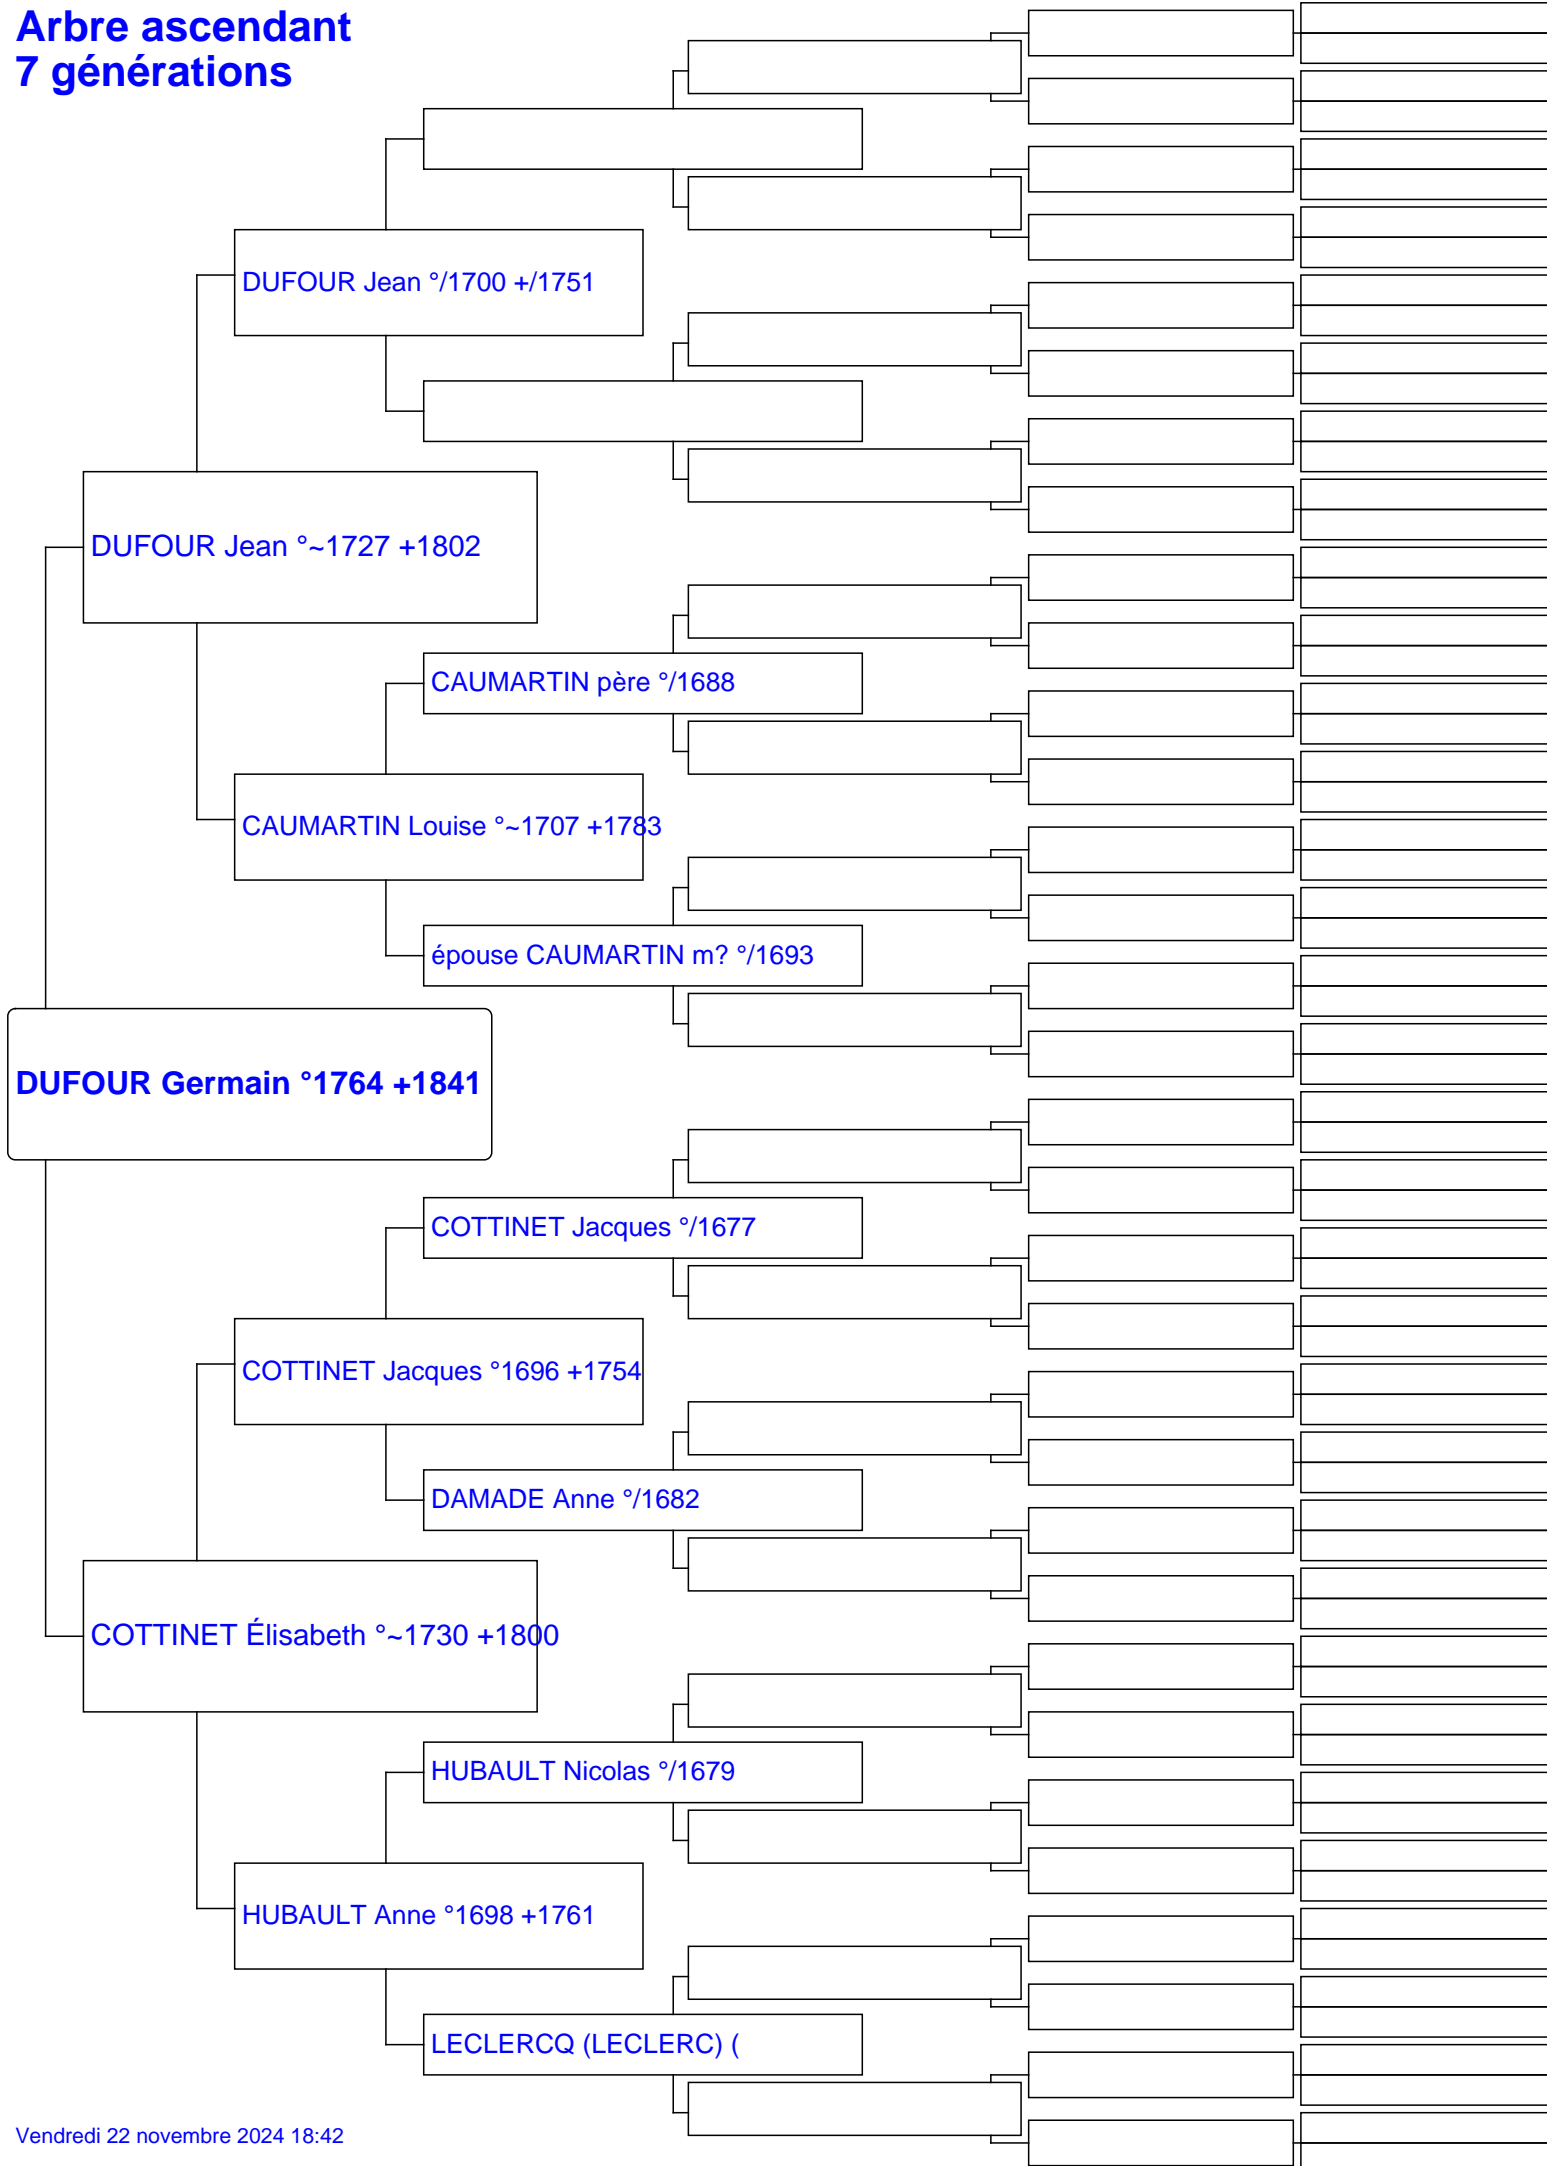 Arbre ascendant
7 générations
DUFOUR Jean °/1700 +/1751
DUFOUR Jean °~1727 +1802
CAUMARTIN père °/1688
CAUMARTIN Louise °~1707 +1783
épouse CAUMARTIN m? °/1693
DUFOUR Germain °1764 +1841
COTTINET Jacques °/1677
COTTINET Jacques °1696 +1754
DAMADE Anne °/1682
COTTINET Élisabeth °~1730 +1800
HUBAULT Nicolas °/1679
HUBAULT Anne °1698 +1761
LECLERCQ (LECLERC) (
Vendredi 22 novembre 2024 18:42